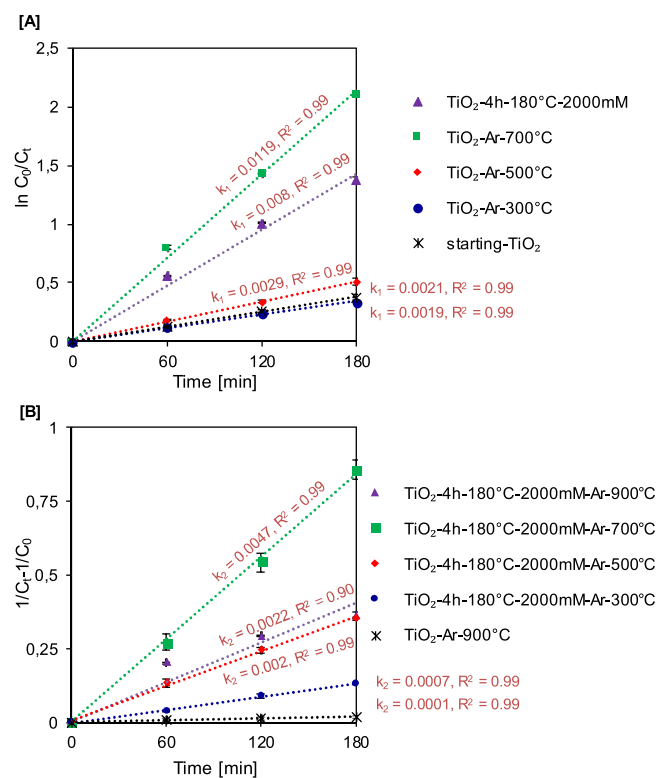 [A]
2,5
2
1,5
1
0,5
0
ln C₀/Cₜ
k₁ = 0.0119, R² = 0.99
k₁ = 0.008, R² = 0.99
k₁ = 0.0029, R² = 0.99
k₁ = 0.0021, R² = 0.99
k₁ = 0.0019, R² = 0.99
0 60 120 180
Time [min]
TiO₂-4h-180°C-2000mM
TiO₂-Ar-700°C
TiO₂-Ar-500°C
TiO₂-Ar-300°C
starting-TiO₂
[B]
1
0,75
0,5
0,25
0
1/Cₜ-1/C₀
k₂ = 0.0047, R² = 0.99
k₂ = 0.0022, R² = 0.90
k₂ = 0.002, R² = 0.99
k₂ = 0.0007, R² = 0.99
k₂ = 0.0001, R² = 0.99
0 60 120 180
Time [min]
TiO₂-4h-180°C-2000mM-Ar-900°C
TiO₂-4h-180°C-2000mM-Ar-700°C
TiO₂-4h-180°C-2000mM-Ar-500°C
TiO₂-4h-180°C-2000mM-Ar-300°C
TiO₂-Ar-900°C